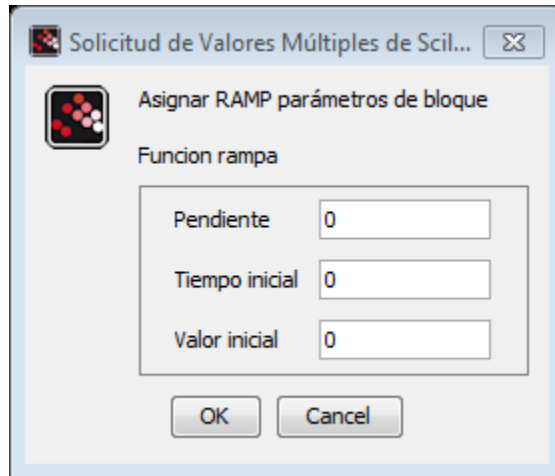 Solicitud de Valores Múltiples de Scil...
Asignar RAMP parámetros de bloque
Funcion rampa
Pendiente 0
Tiempo inicial 0
Valor inicial 0
OK Cancel